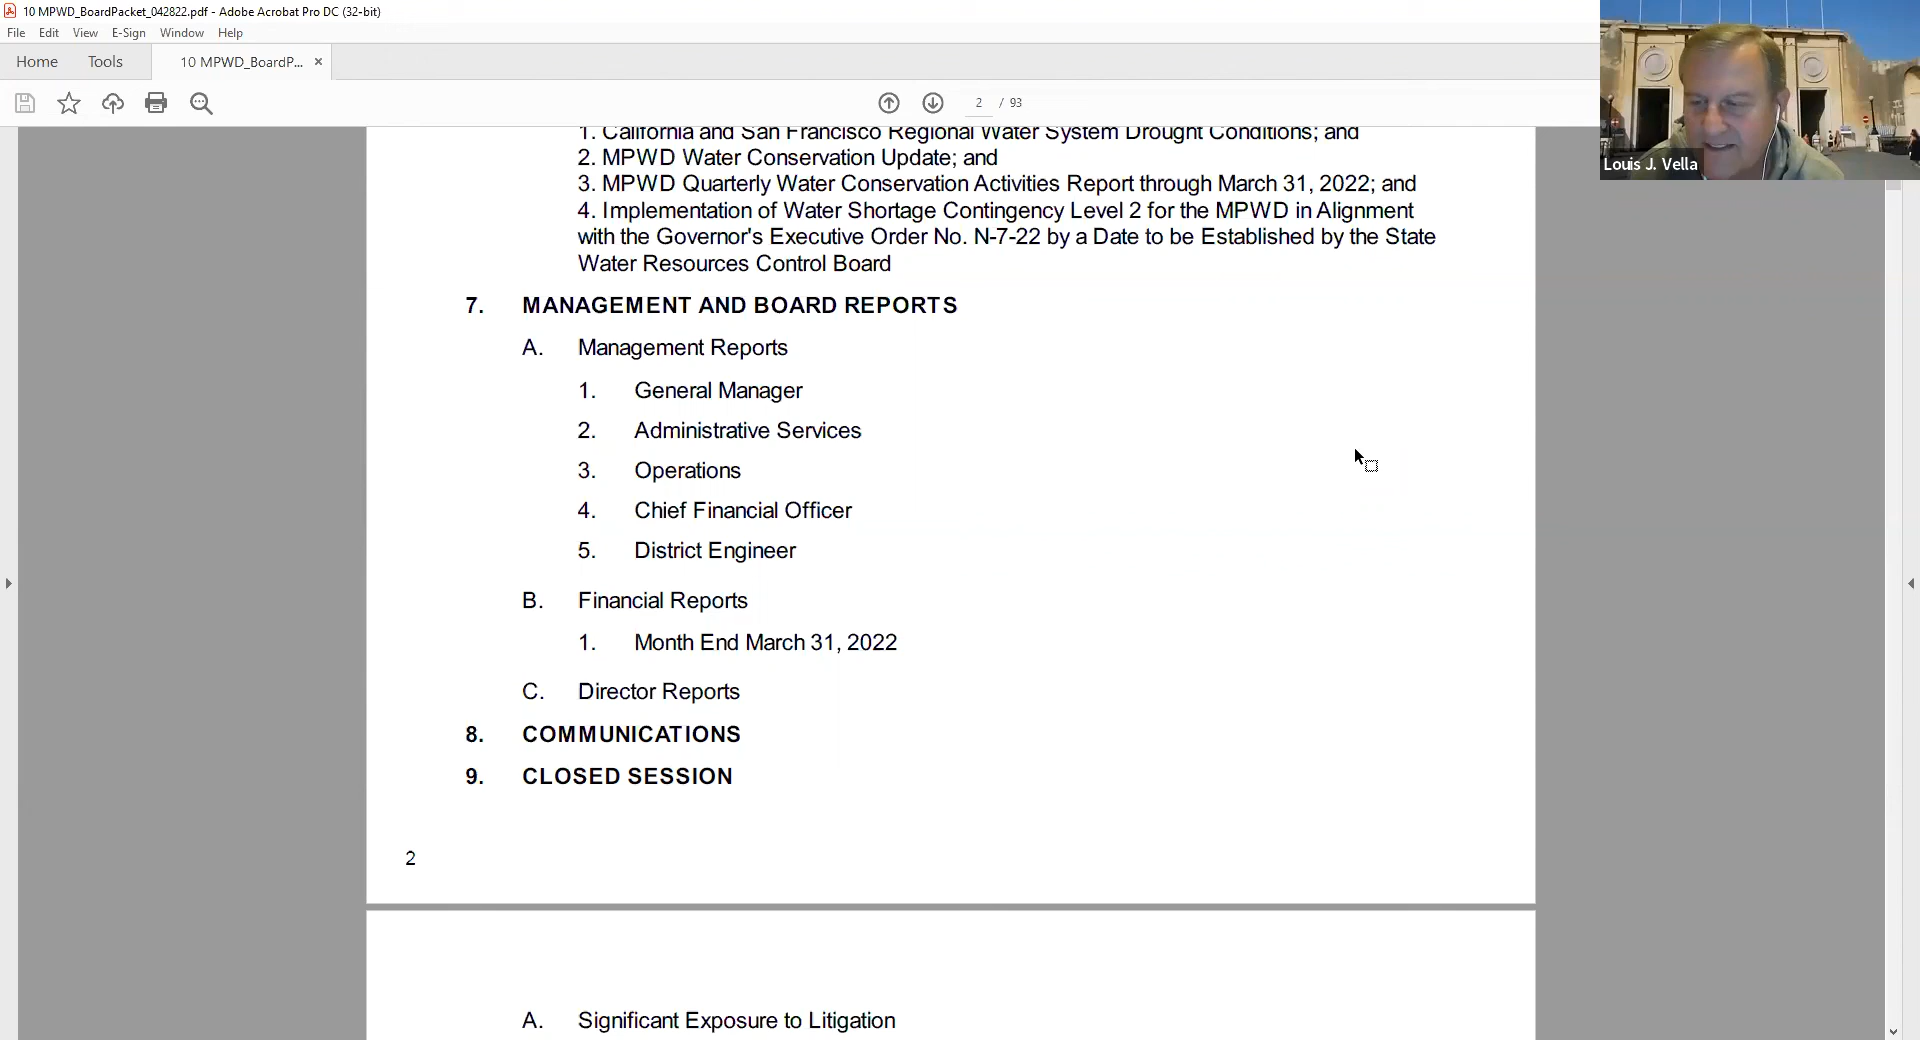 10 MPWD_BoardPacket_042822.pdf - Adobe Acrobat Pro DC (32-bit)
File Edit View E-Sign Window Help
Home Tools 10 MPWD_BoardP... ×
2 / 93
Louis J. Vella
1. California and San Francisco Regional Water System Drought Conditions; and
2. MPWD Water Conservation Update; and
3. MPWD Quarterly Water Conservation Activities Report through March 31, 2022; and
4. Implementation of Water Shortage Contingency Level 2 for the MPWD in Alignment
with the Governor's Executive Order No. N-7-22 by a Date to be Established by the State
Water Resources Control Board
7. MANAGEMENT AND BOARD REPORTS
A. Management Reports
1. General Manager
2. Administrative Services
3. Operations
4. Chief Financial Officer
5. District Engineer
B. Financial Reports
1. Month End March 31, 2022
C. Director Reports
8. COMMUNICATIONS
9. CLOSED SESSION
2
A. Significant Exposure to Litigation